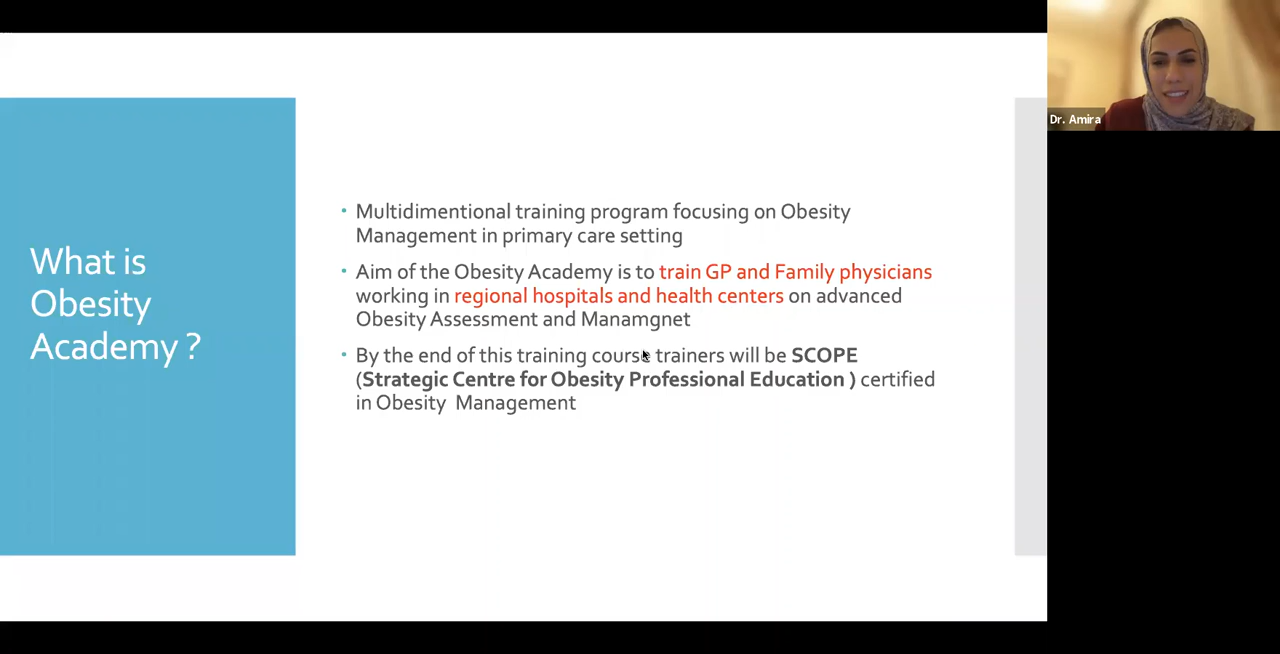 What is
Obesity
Academy ?
• Multidimentional training program focusing on Obesity
Management in primary care setting
• Aim of the Obesity Academy is to train GP and Family physicians
working in regional hospitals and health centers on advanced
Obesity Assessment and Manamgnet
• By the end of this training course trainers will be SCOPE
(Strategic Centre for Obesity Professional Education ) certified
in Obesity  Management
Dr. Amira